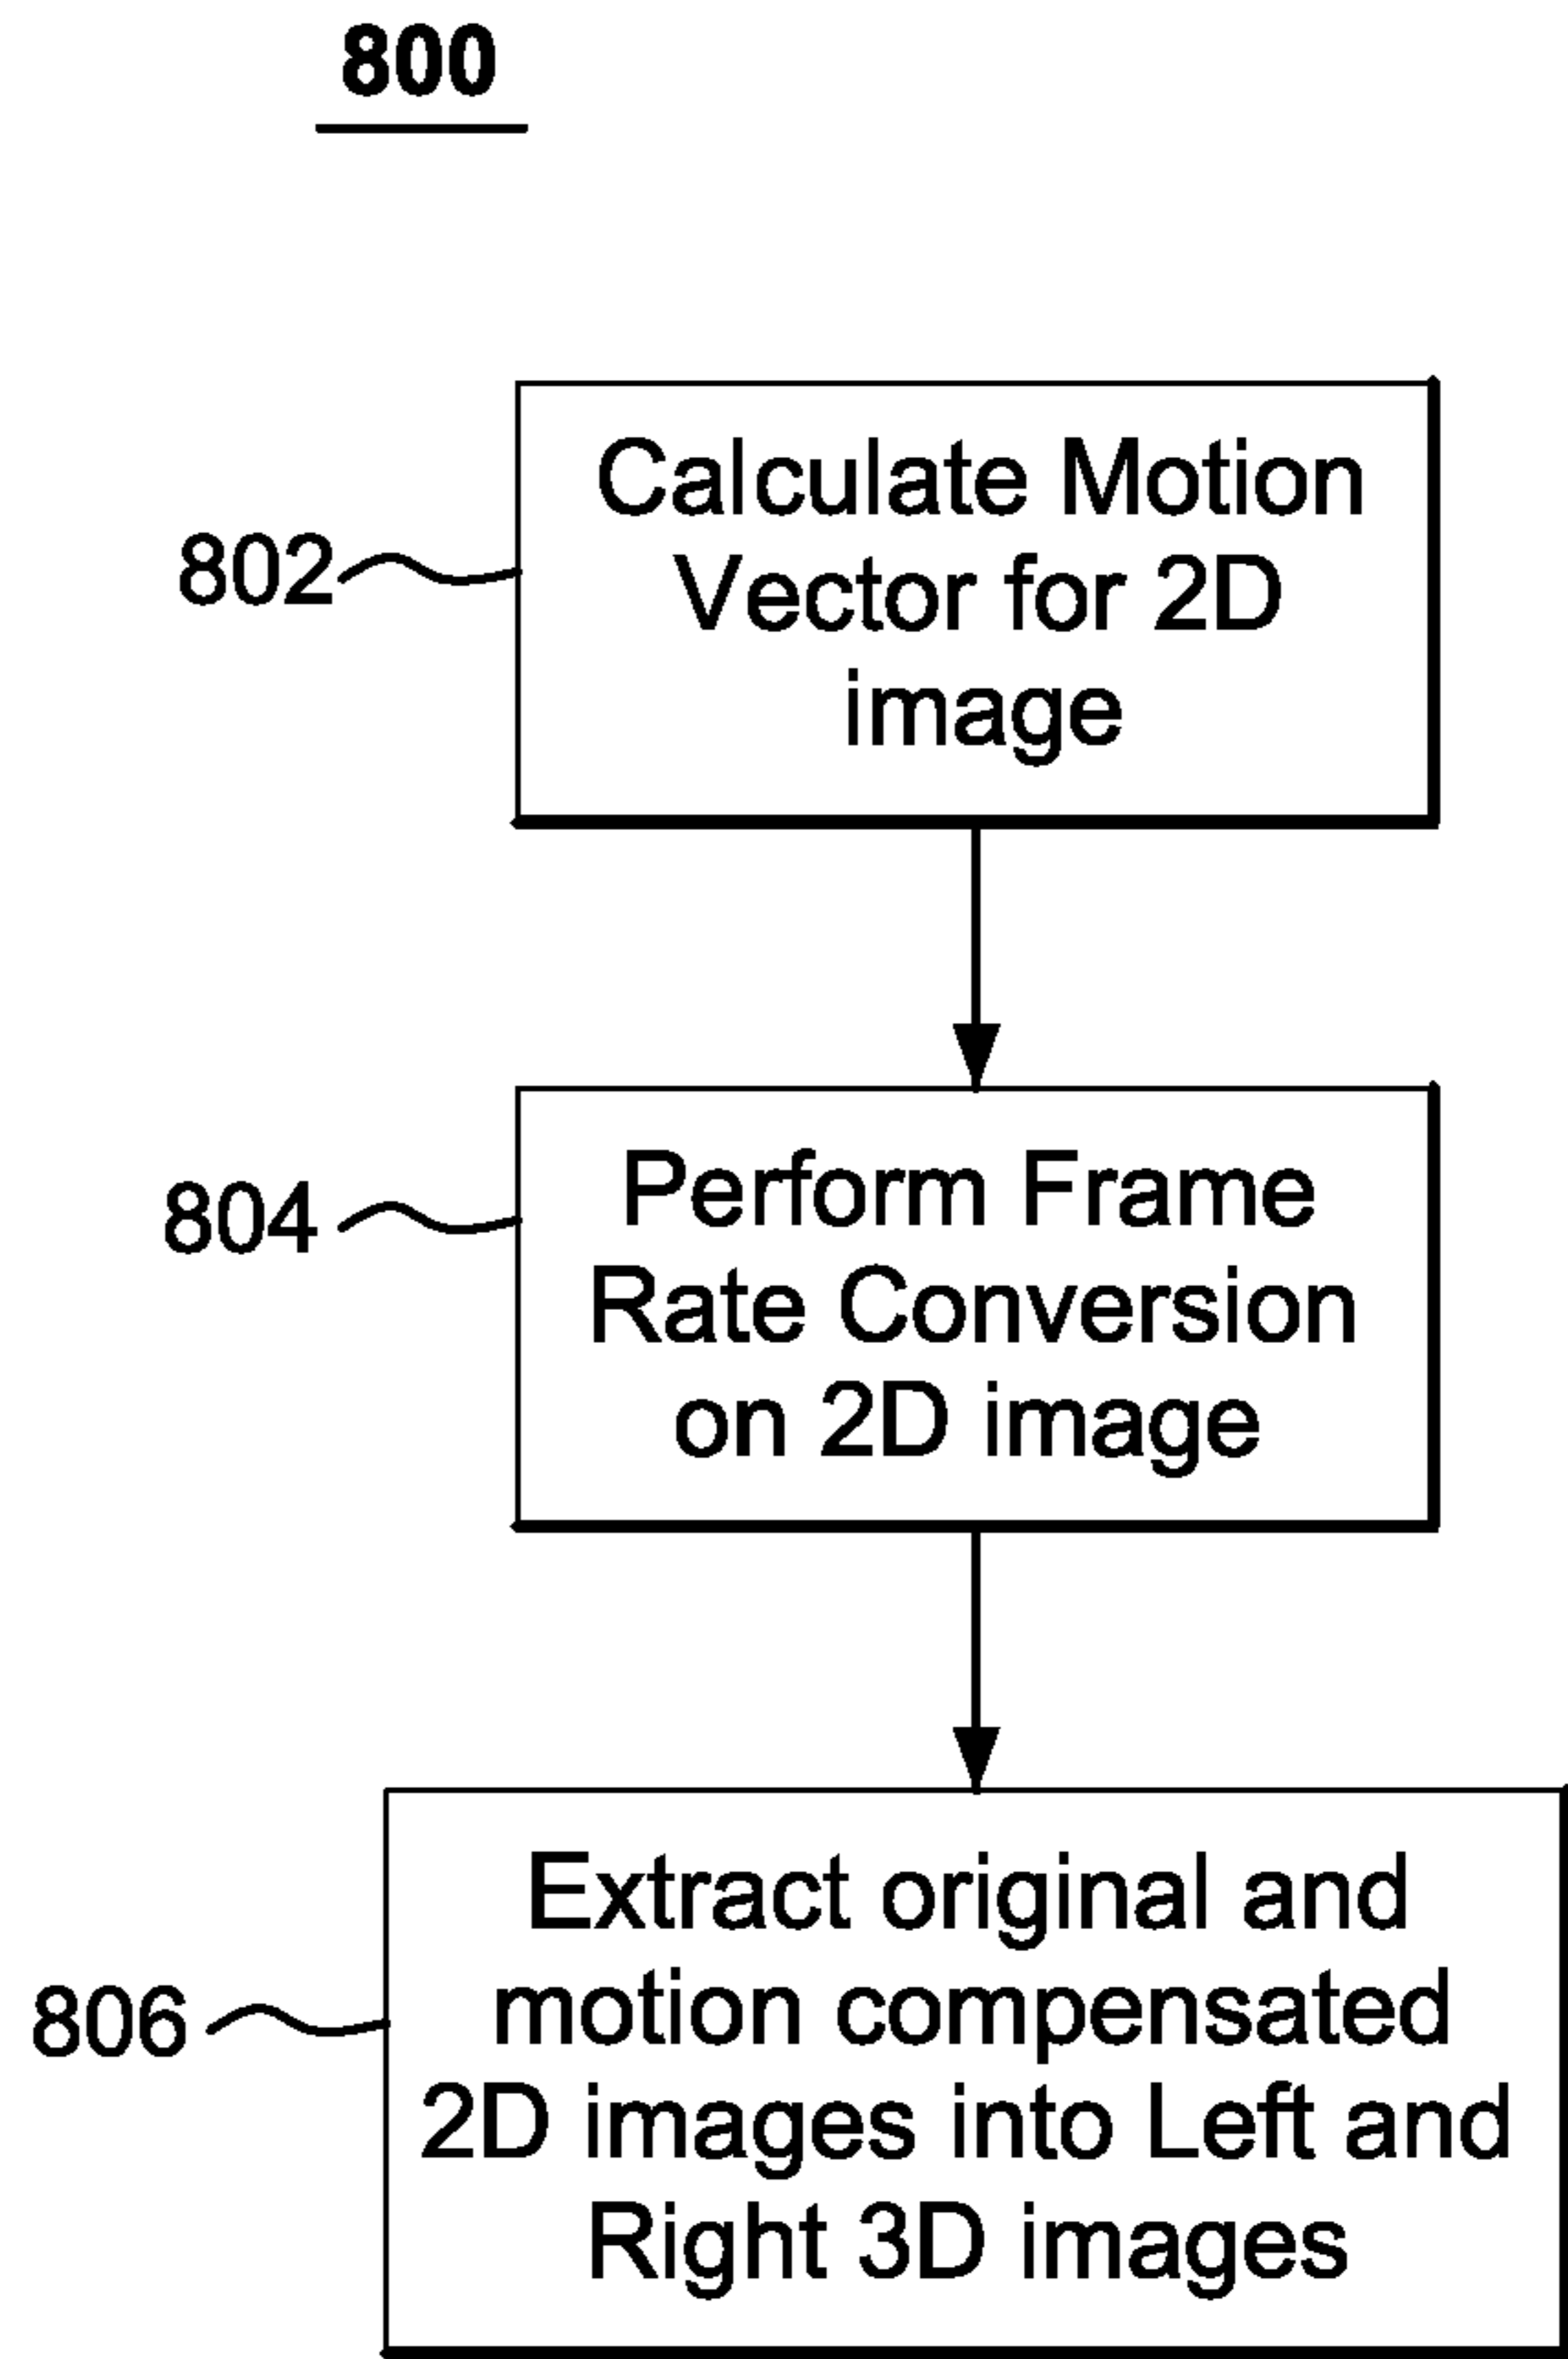 800
802
Calculate Motion
Vector for 2D
image
804
Perform Frame
Rate Conversion
on 2D image
806
Extract original and
motion compensated
2D images into Left and
Right 3D images